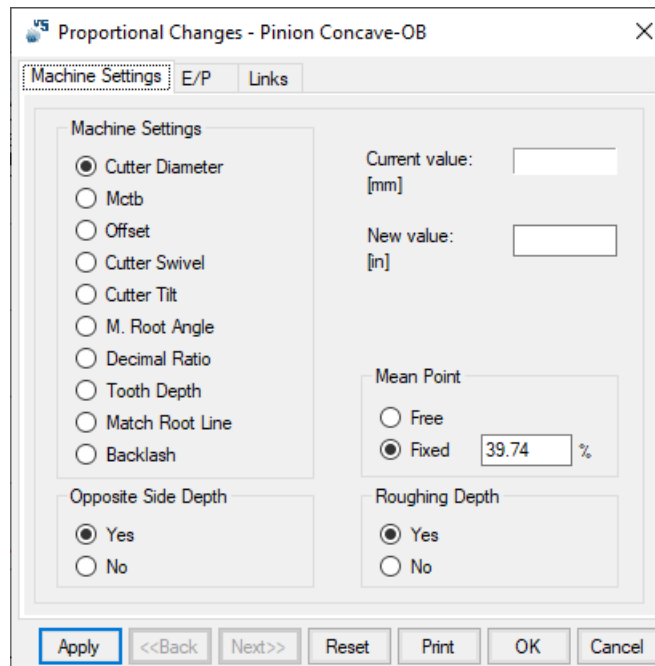 V5 Proportional Changes - Pinion Concave-OB
Machine Settings E/P Links
Machine Settings
Cutter Diameter
Mctb
Offset
Cutter Swivel
Cutter Tilt
M. Root Angle
Decimal Ratio
Tooth Depth
Match Root Line
Backlash
Current value:
[mm]
New value:
[in]
Mean Point
Free
Fixed 39.74 %
Opposite Side Depth
Yes
No
Roughing Depth
Yes
No
Apply <<Back Next>> Reset Print OK Cancel